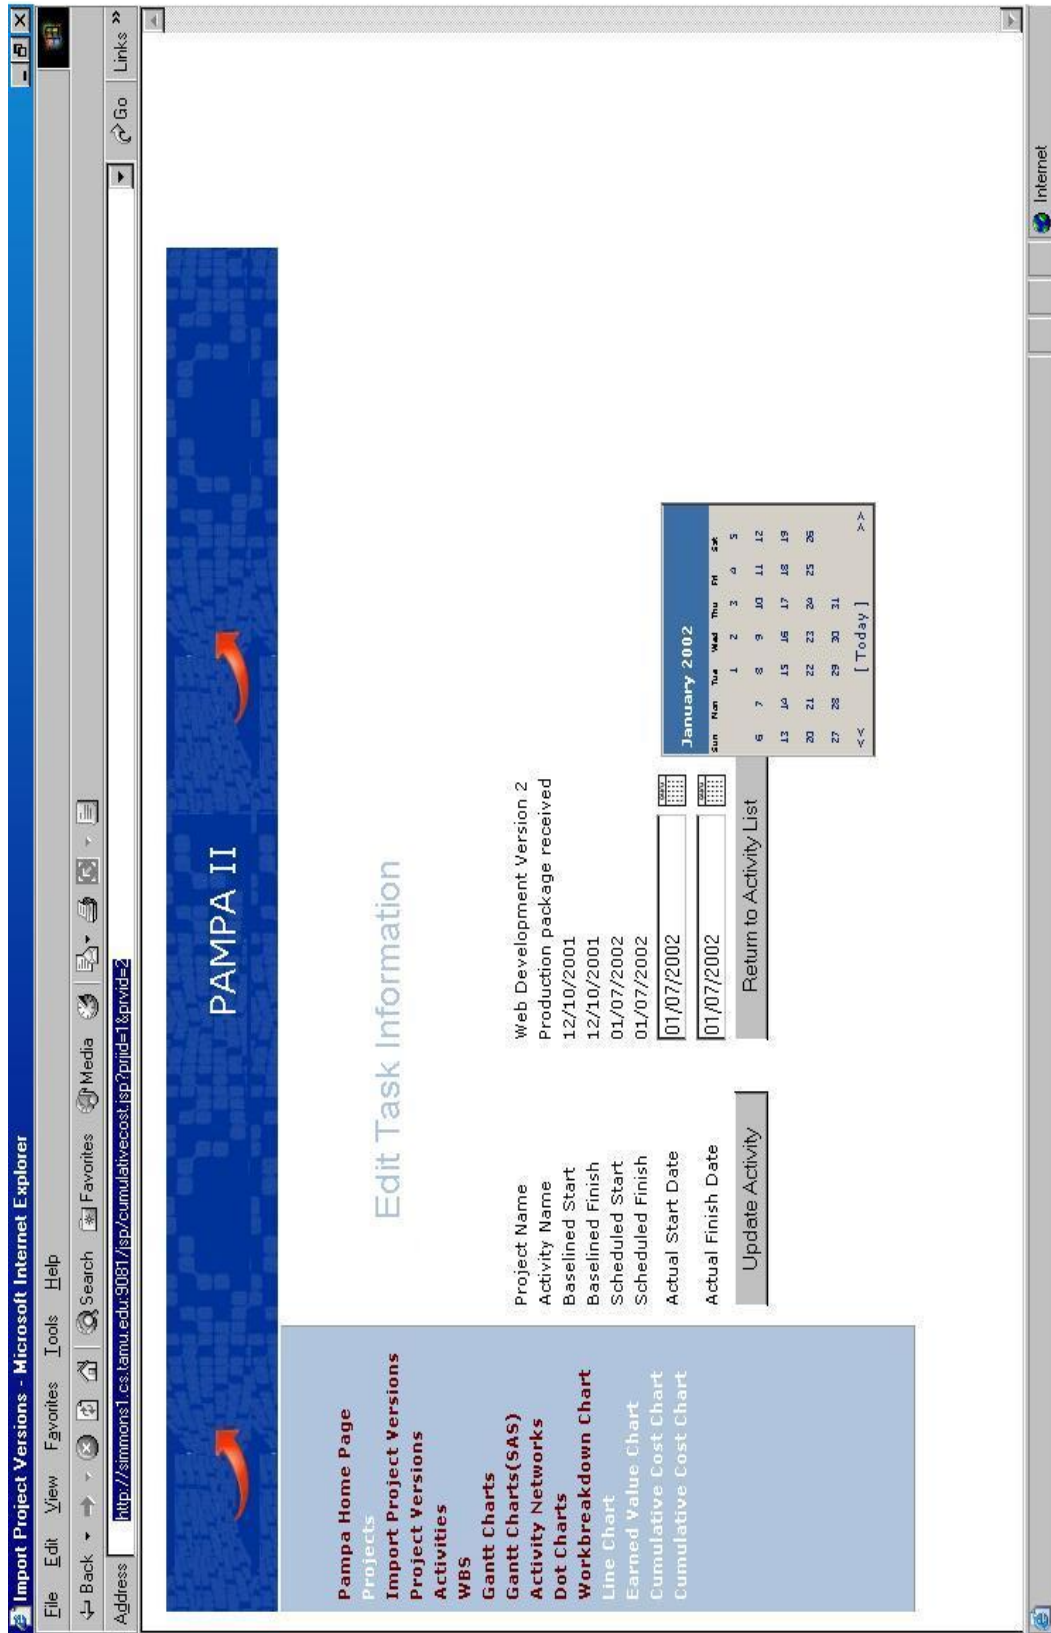 Import Project Versions - Microsoft Internet Explorer
File Edit View Favorites Tools Help
Back Search Favorites Media
Address http://simmons1.cs.tamu.edu:9081/jsp/cumulativecost.jsp?prjid=1&prvid=2 Go Links »
PAMPA II
Pampa Home Page
Projects
Import Project Versions
Project Versions
Activities
WBS
Gantt Charts
Gantt Charts(SAS)
Activity Networks
Dot Charts
Workbreakdown Chart
Line Chart
Earned Value Chart
Cumulative Cost Chart
Cumulative Cost Chart
Edit Task Information
Project Name Web Development Version 2
Activity Name Production package received
Baselined Start 12/10/2001
Baselined Finish 12/10/2001
Scheduled Start 01/07/2002
Scheduled Finish 01/07/2002
Actual Start Date 01/07/2002
Actual Finish Date 01/07/2002
Update Activity Return to Activity List
January 2002
Sun Mon Tue Wed Thu Fri Sat
1 2 3 4 5
6 7 8 9 10 11 12
13 14 15 16 17 18 19
20 21 22 23 24 25 26
27 28 29 30 31
<< [Today] >>
Internet